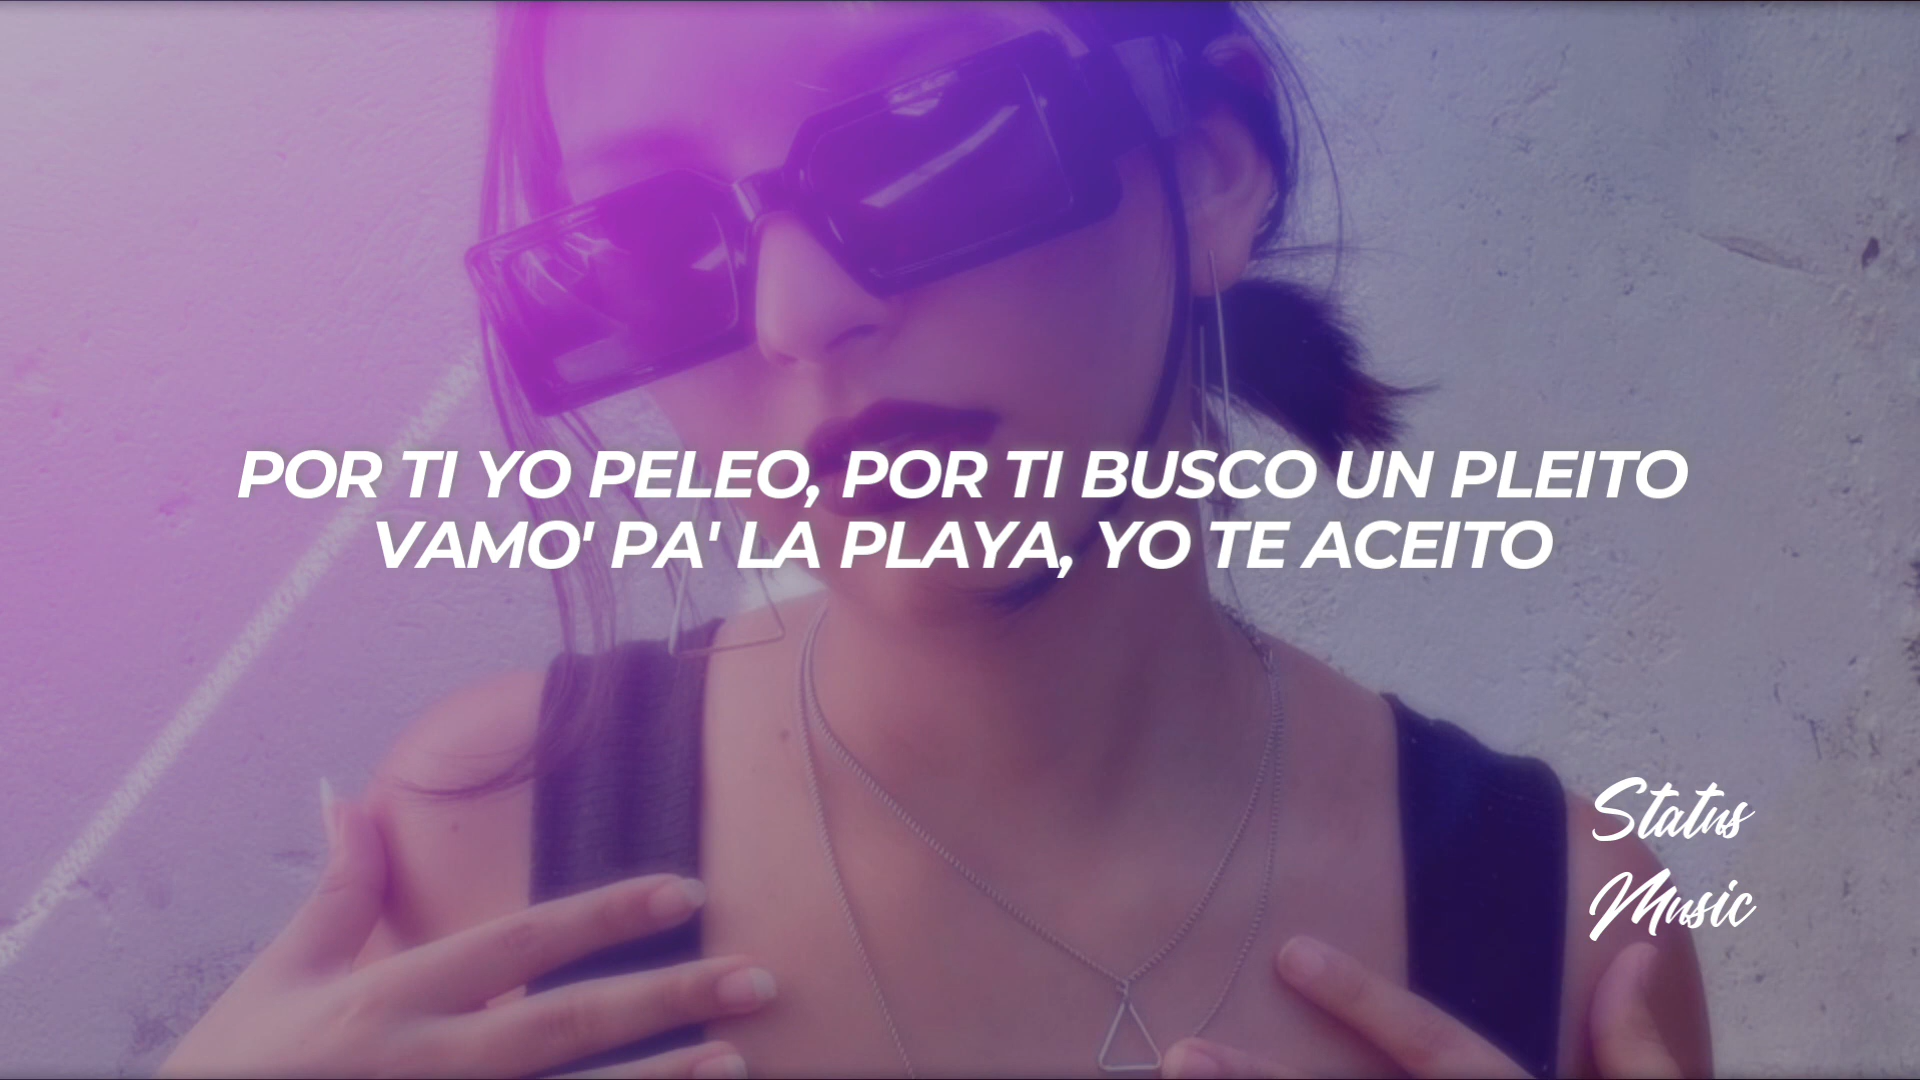 POR TI YO PELEO, POR TI BUSCO UN PLEITO
VAMO' PA' LA PLAYA, YO TE ACEITO
Status
Music